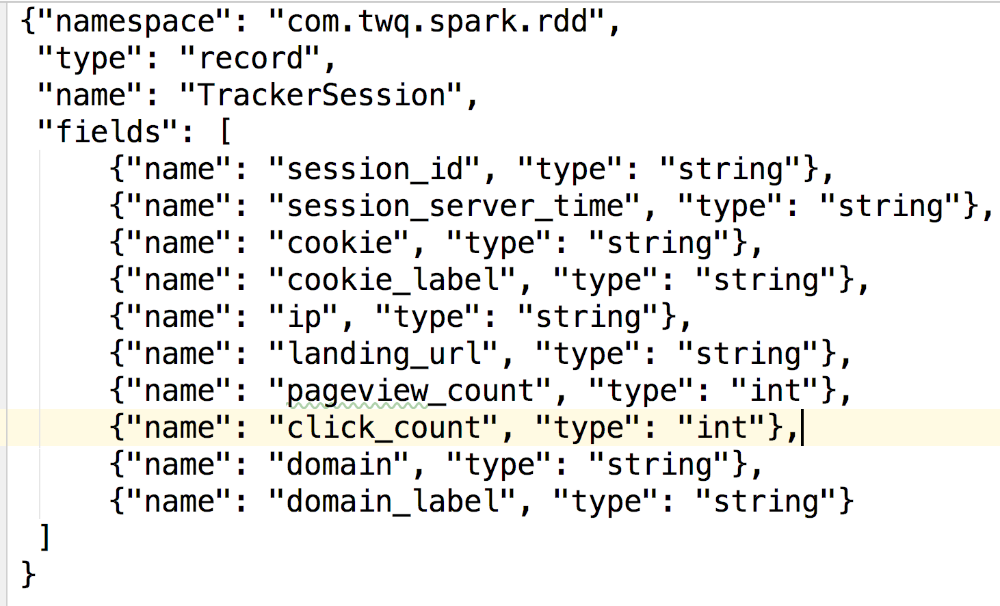 {"namespace": "com.twq.spark.rdd",
 "type": "record",
 "name": "TrackerSession",
 "fields": [
     {"name": "session_id", "type": "string"},
     {"name": "session_server_time", "type": "string"},
     {"name": "cookie", "type": "string"},
     {"name": "cookie_label", "type": "string"},
     {"name": "ip", "type": "string"},
     {"name": "landing_url", "type": "string"},
     {"name": "pageview_count", "type": "int"},
     {"name": "click_count", "type": "int"},
     {"name": "domain", "type": "string"},
     {"name": "domain_label", "type": "string"}
 ]
}